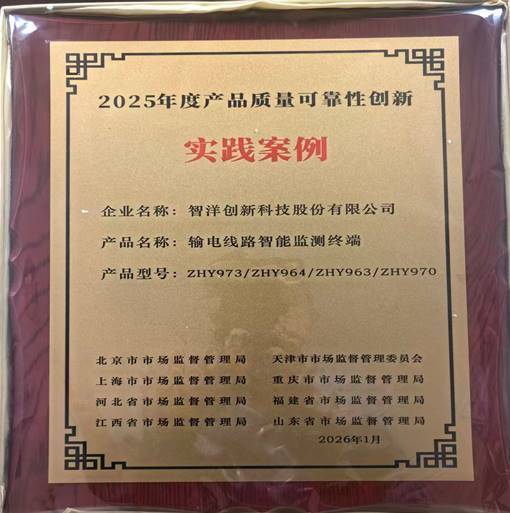 2025年度产品质量可靠性创新
实践案例
企业名称：智洋创新科技股份有限公司
产品名称：输电线路智能监测终端
产品型号：ZHY973/ZHY964/ZHY963/ZHY970
北京市市场监督管理局 天津市市场监督管理委员会
上海市市场监督管理局 重庆市市场监督管理局
河北省市场监督管理局 福建省市场监督管理局
江西省市场监督管理局 山东省市场监督管理局
2026年1月